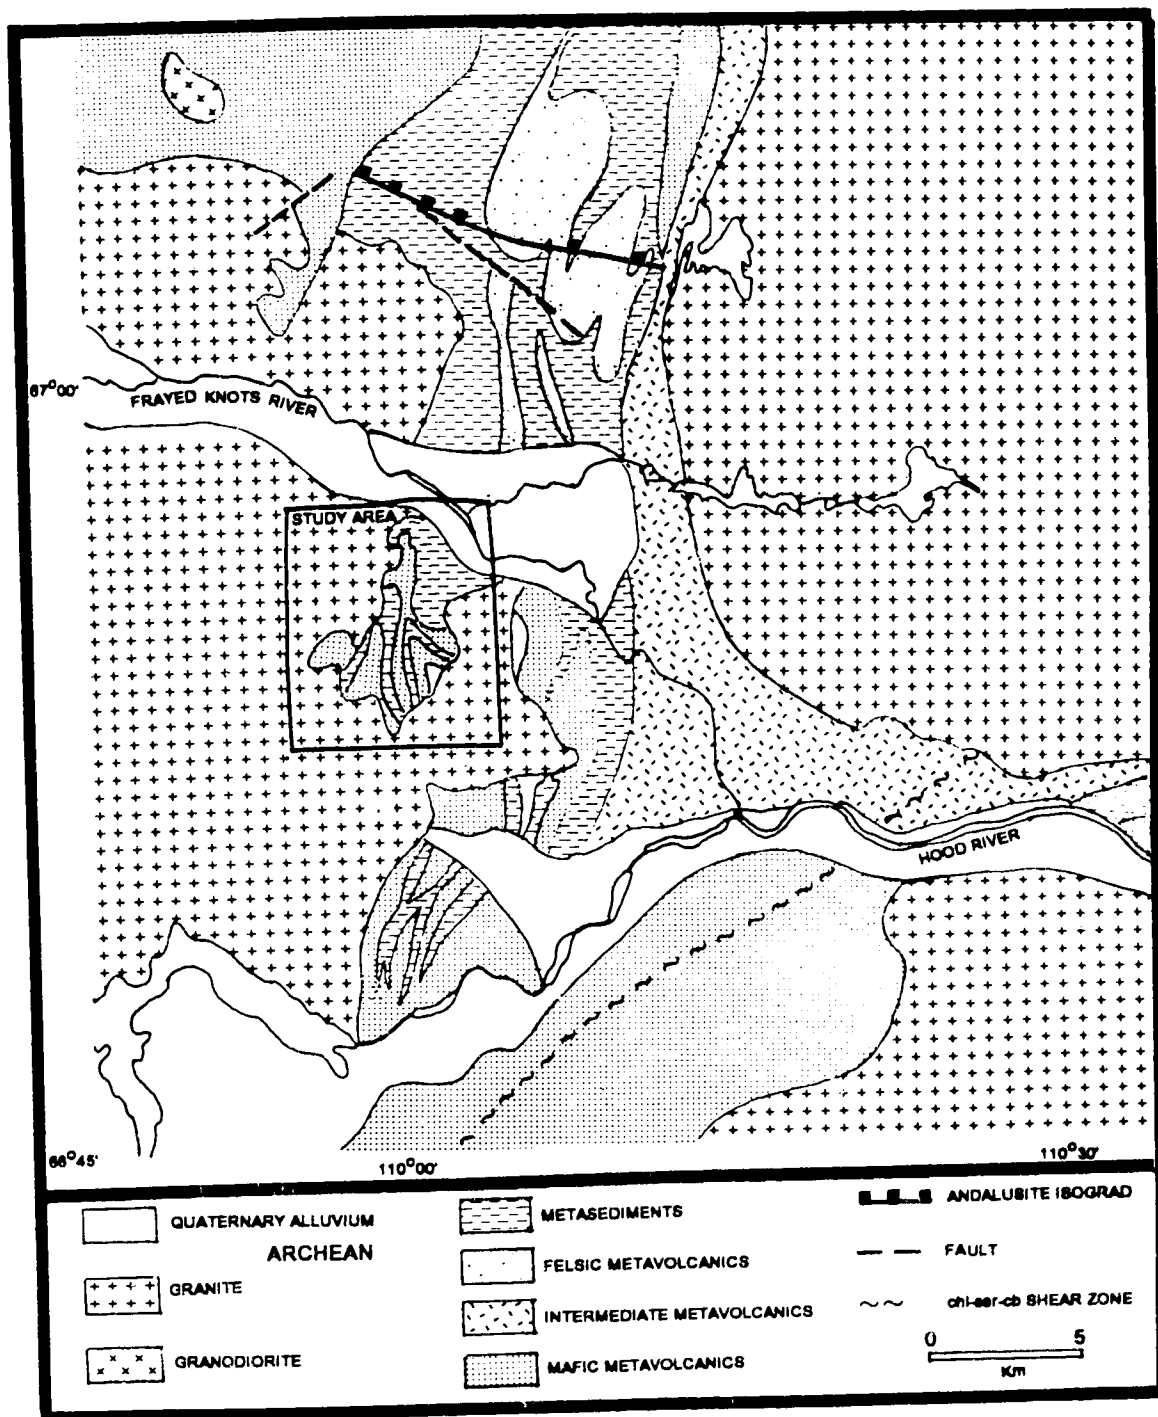 67°00'
FRAYED KNOTS RIVER
STUDY AREA
HOOD RIVER
66°45'
110°00'
110°30'
QUATERNARY ALLUVIUM
ARCHEAN
GRANITE
GRANODIORITE
METASEDIMENTS
FELSIC METAVOLCANICS
INTERMEDIATE METAVOLCANICS
MAFIC METAVOLCANICS
ANDALUSITE ISOGRAD
FAULT
chl-ser-cb SHEAR ZONE
0 5
Km